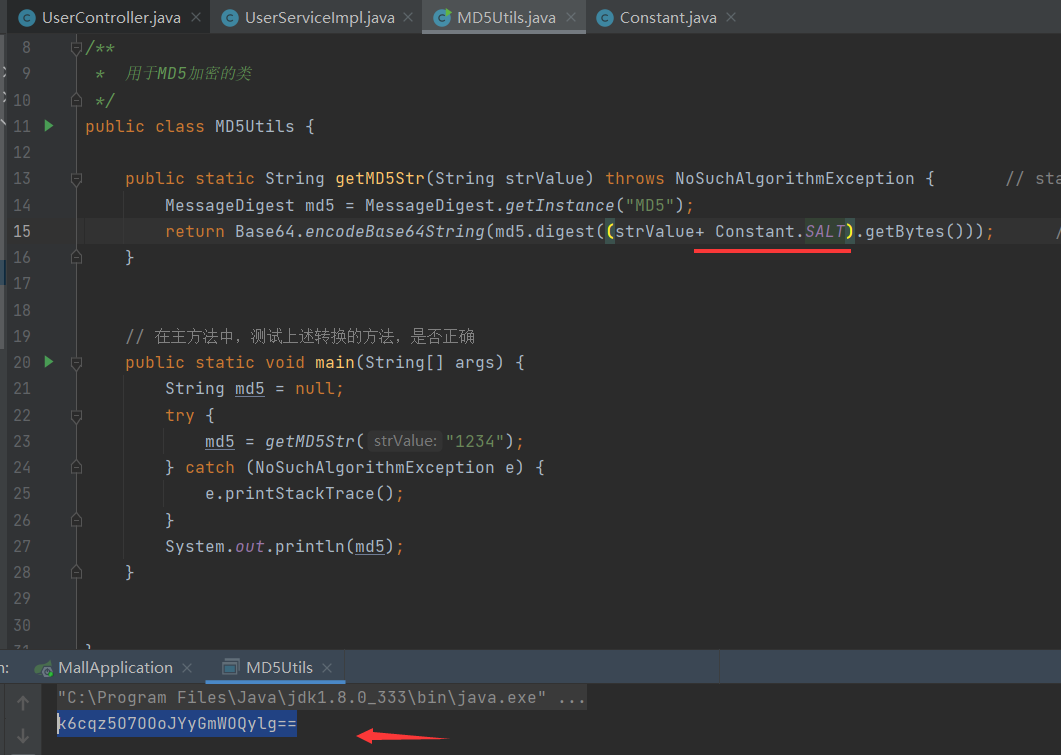 UserController.java UserServiceImpl.java MD5Utils.java Constant.java
8 /**
9 * 用于MD5加密的类
10 */
11 public class MD5Utils {
12
13 public static String getMD5Str(String strValue) throws NoSuchAlgorithmException { // sta
14 MessageDigest md5 = MessageDigest.getInstance("MD5");
15 return Base64.encodeBase64String(md5.digest((strValue+ Constant.SALT).getBytes())); /
16 }
17
18
19 // 在主方法中，测试上述转换的方法，是否正确
20 public static void main(String[] args) {
21 String md5 = null;
22 try {
23 md5 = getMD5Str( strValue: "1234");
24 } catch (NoSuchAlgorithmException e) {
25 e.printStackTrace();
26 }
27 System.out.println(md5);
28 }
29
30
31 }
n: MallApplication MD5Utils
"C:\Program Files\Java\jdk1.8.0_333\bin\java.exe" ...
k6cqz5O7OOoJYyGmWOQylg==